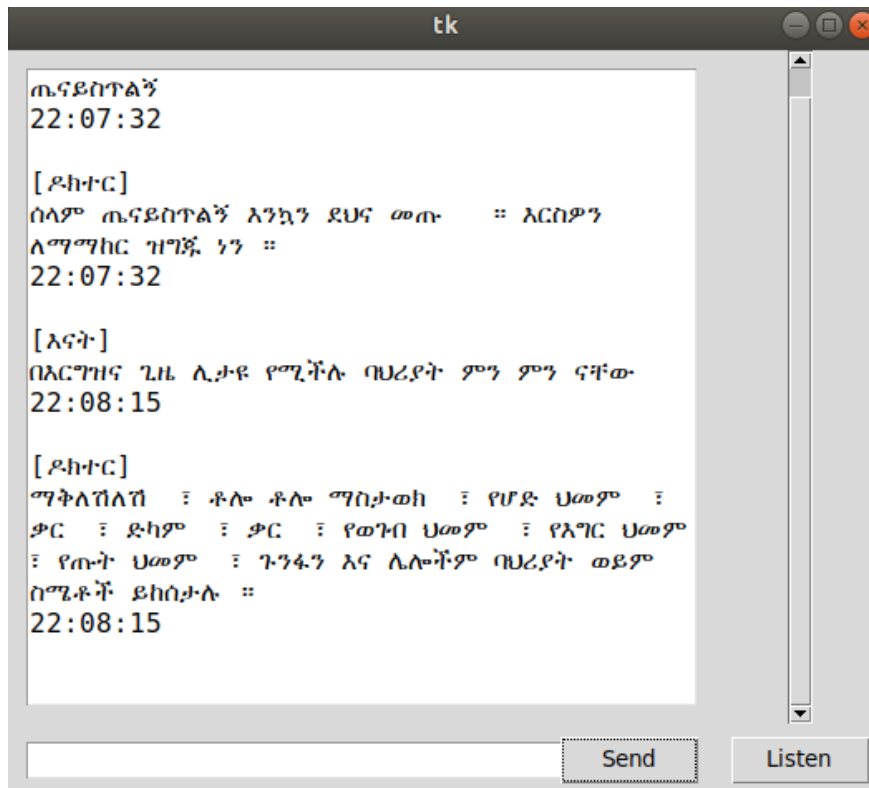 tk
ጤናይስጥልኝ
22:07:32
[ዶክተር]
ሰላም ጤናይስጥልኝ እንኳን ደህና መጡ ። እርስዎን
ለማማከር ዝግጁ ነን ።
22:07:32
[እናት]
በእርግዝና ጊዜ ሊታዩ የሚችሉ ባህሪያት ምን ምን ናቸው
22:08:15
[ዶክተር]
ማቅለሽለሽ ፣ ቶሎ ቶሎ ማስታወክ ፣ የሆድ ህመም ፣
ቃር ፣ ድካም ፣ ቃር ፣ የወገብ ህመም ፣ የእግር ህመም
፣ የጡት ህመም ፣ ጉንፋን እና ሌሎችም ባህሪያት ወይም
ስሜቶች ይከሰታሉ ።
22:08:15
Send
Listen